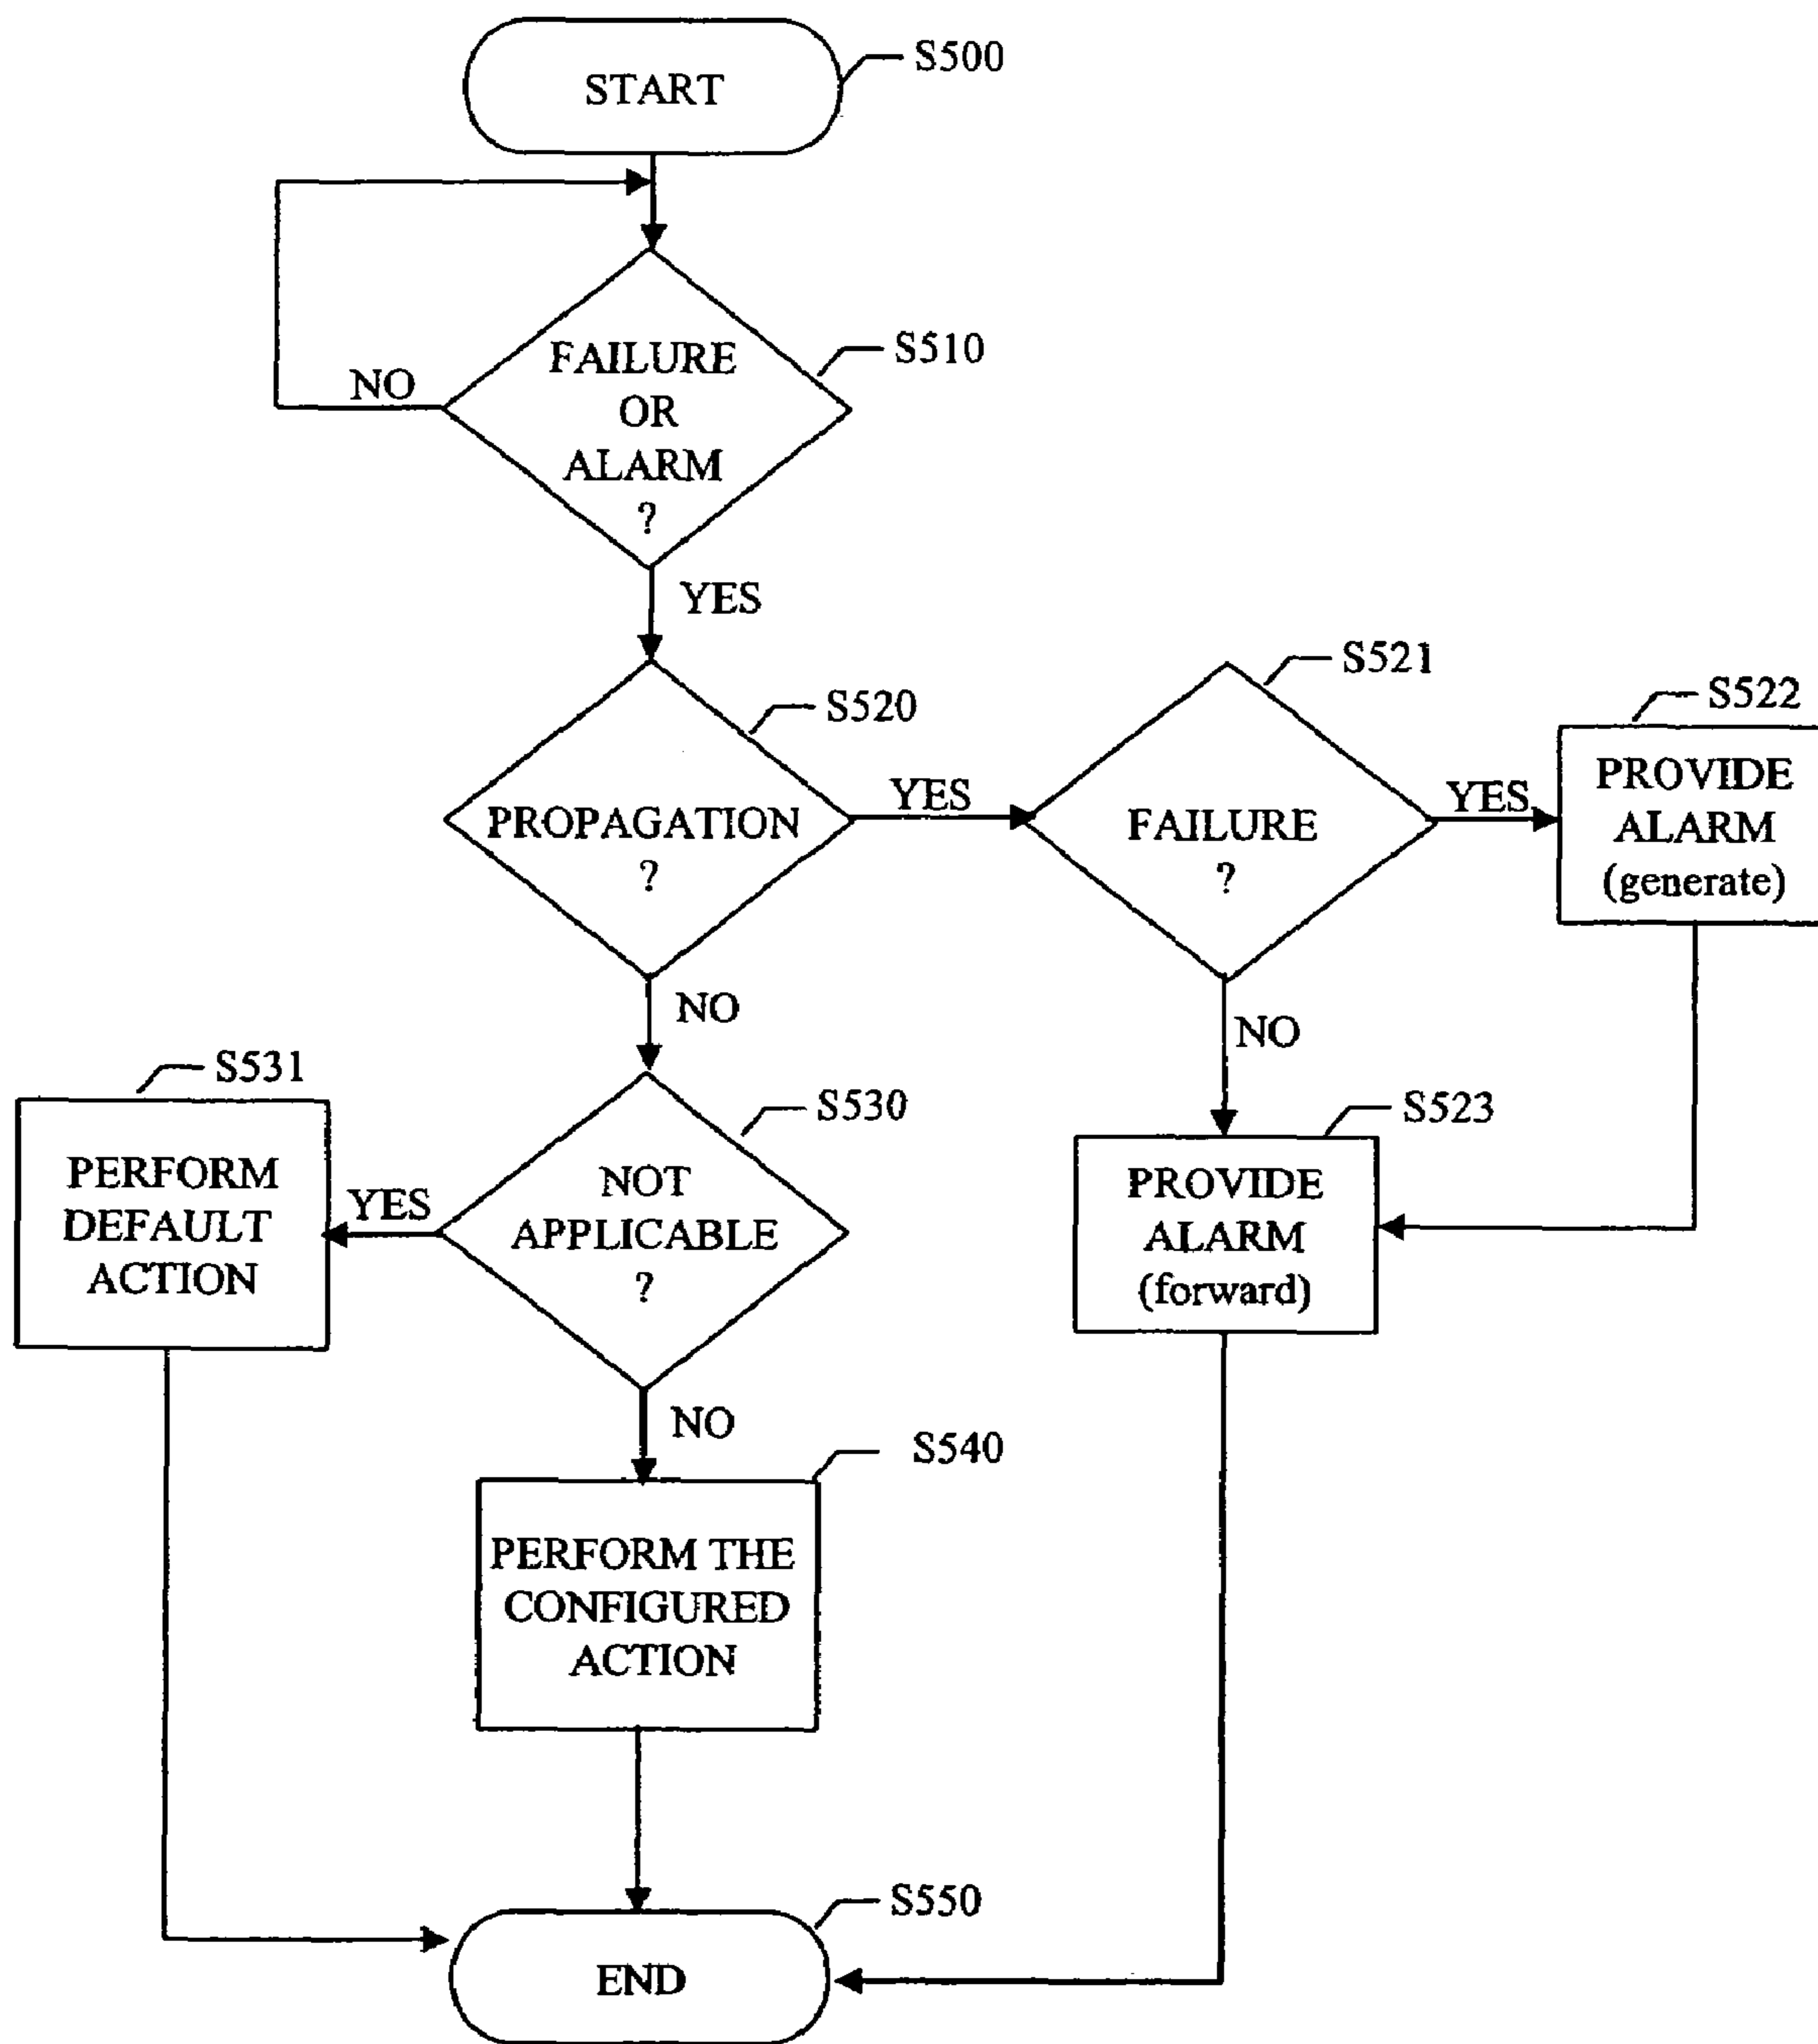 START
S500
FAILURE
OR
ALARM
?
S510
NO
YES
PROPAGATION
?
S520
YES
FAILURE
?
S521
YES
PROVIDE
ALARM
(generate)
S522
NO
NO
PROVIDE
ALARM
(forward)
S523
NOT
APPLICABLE
?
S530
YES
PERFORM
DEFAULT
ACTION
S531
NO
PERFORM THE
CONFIGURED
ACTION
S540
END
S550